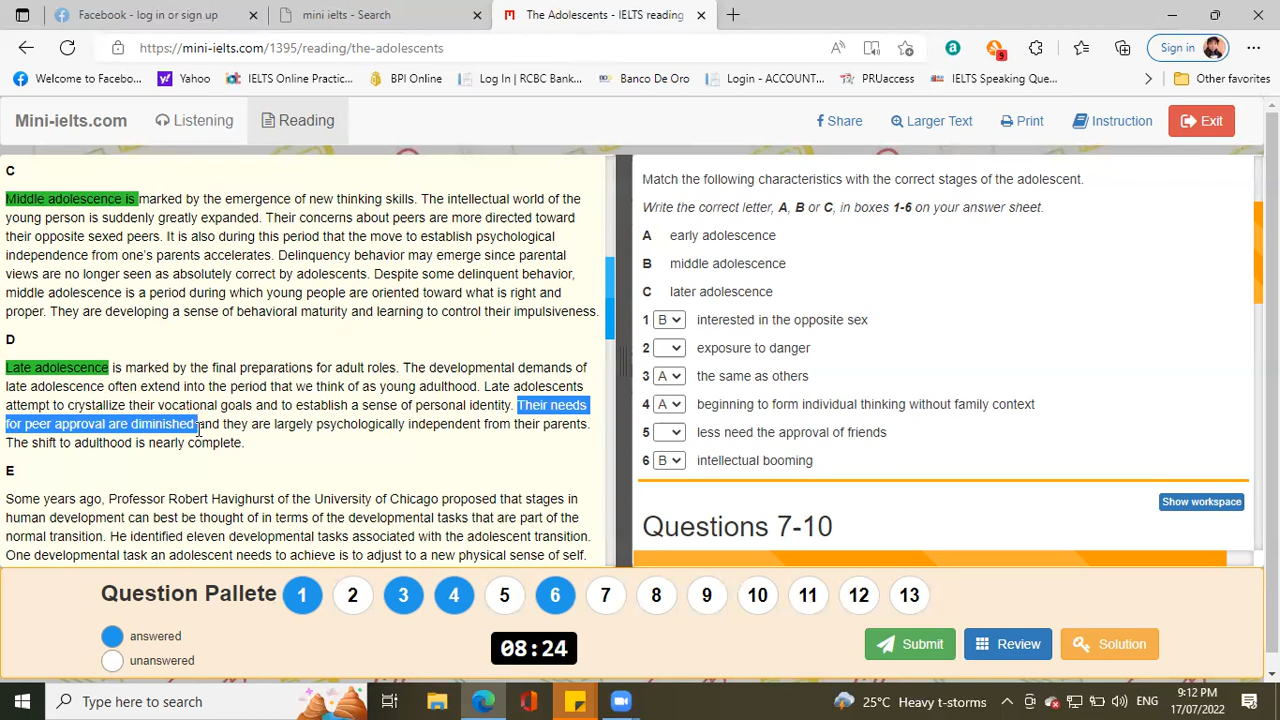 Facebook - log in or sign up
mini ielts - Search
The Adolescents - IELTS reading
https://mini-ielts.com/1395/reading/the-adolescents
Sign in
Welcome to Facebo...
Yahoo
IELTS Online Practic...
BPI Online
Log In | RCBC Bank...
Banco De Oro
Login - ACCOUNT...
PRUaccess
IELTS Speaking Que...
Other favorites
Mini-ielts.com
Listening
Reading
Share
Larger Text
Print
Instruction
Exit
C
Middle adolescence is marked by the emergence of new thinking skills. The intellectual world of the
young person is suddenly greatly expanded. Their concerns about peers are more directed toward
their opposite sexed peers. It is also during this period that the move to establish psychological
independence from one's parents accelerates. Delinquency behavior may emerge since parental
views are no longer seen as absolutely correct by adolescents. Despite some delinquent behavior,
middle adolescence is a period during which young people are oriented toward what is right and
proper. They are developing a sense of behavioral maturity and learning to control their impulsiveness.
D
Late adolescence is marked by the final preparations for adult roles. The developmental demands of
late adolescence often extend into the period that we think of as young adulthood. Late adolescents
attempt to crystallize their vocational goals and to establish a sense of personal identity. Their needs
for peer approval are diminished and they are largely psychologically independent from their parents.
The shift to adulthood is nearly complete.
E
Some years ago, Professor Robert Havighurst of the University of Chicago proposed that stages in
human development can best be thought of in terms of the developmental tasks that are part of the
normal transition. He identified eleven developmental tasks associated with the adolescent transition.
One developmental task an adolescent needs to achieve is to adjust to a new physical sense of self.
Match the following characteristics with the correct stages of the adolescent.
Write the correct letter, A, B or C, in boxes 1-6 on your answer sheet.
A early adolescence
B middle adolescence
C later adolescence
1 B interested in the opposite sex
2 exposure to danger
3 A the same as others
4 A beginning to form individual thinking without family context
5 less need the approval of friends
6 B intellectual booming
Show workspace
Questions 7-10
Question Pallete
1 2 3 4 5 6 7 8 9 10 11 12 13
answered
unanswered
08:24
Submit
Review
Solution
Type here to search
25°C Heavy t-storms
ENG
9:12 PM
17/07/2022
9
1